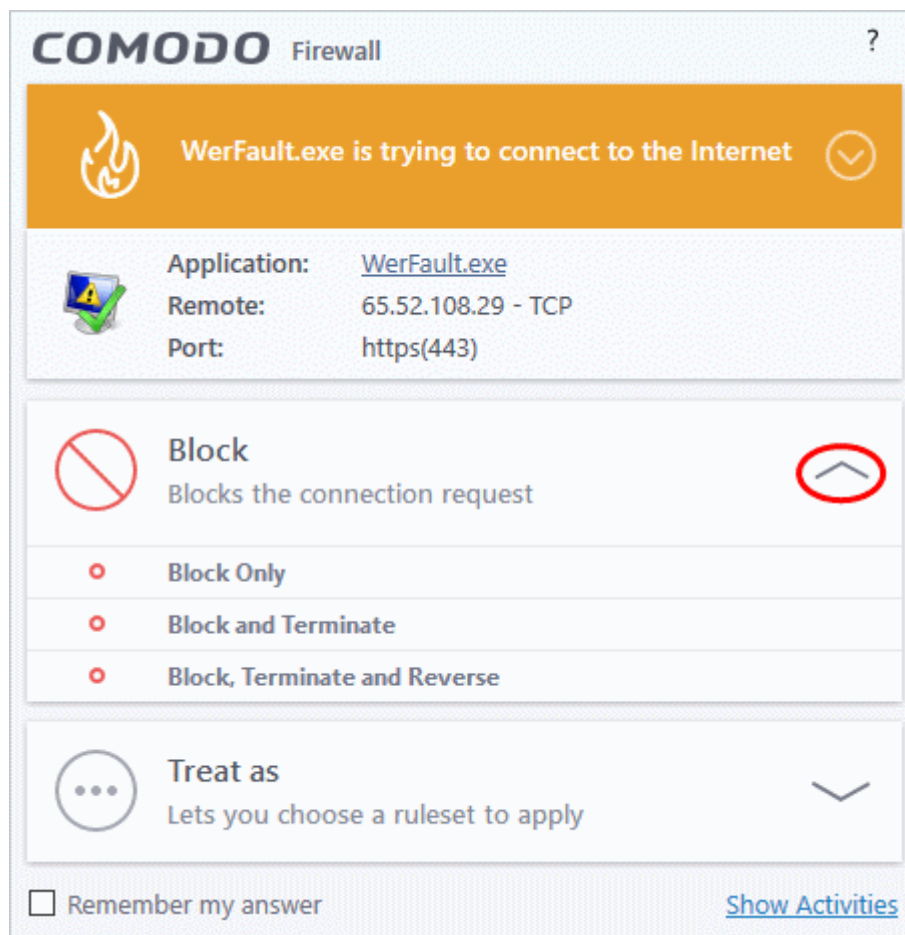 COMODO Firewall ?
WerFault.exe is trying to connect to the Internet
Application: WerFault.exe
Remote: 65.52.108.29 - TCP
Port: https(443)
Block
Blocks the connection request
Block Only
Block and Terminate
Block, Terminate and Reverse
Treat as
Lets you choose a ruleset to apply
Remember my answer Show Activities